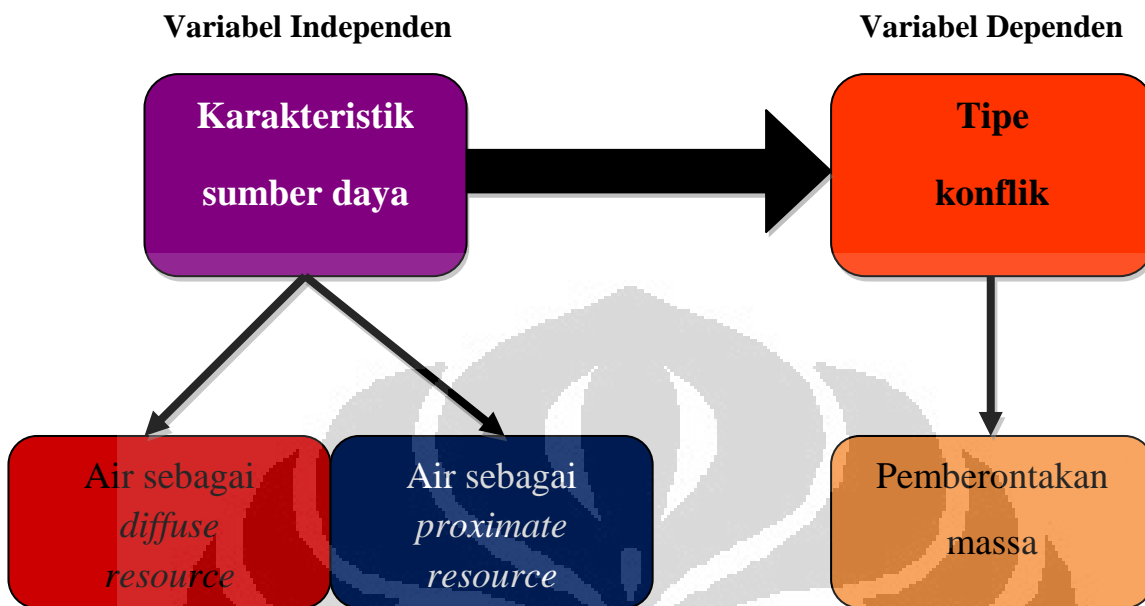 Variabel Independen
Variabel Dependen
Karakteristik
sumber daya
Tipe
konflik
Air sebagai
diffuse
resource
Air sebagai
proximate
resource
Pemberontakan
massa